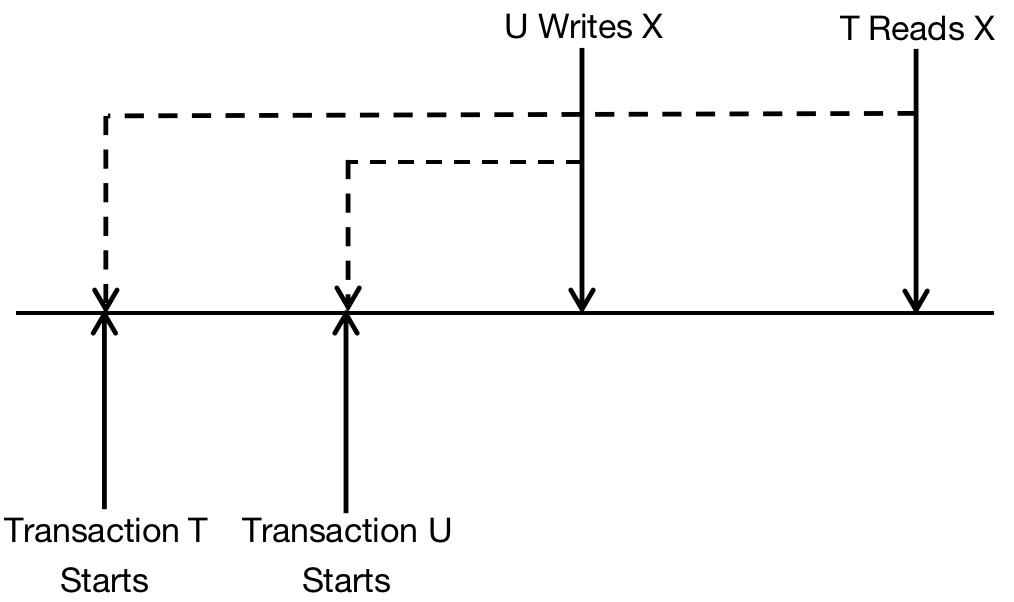 U Writes X
T Reads X
Transaction T
Starts
Transaction U
Starts